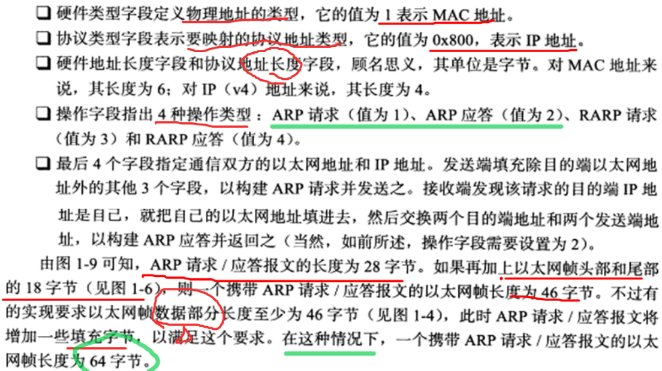 ❑ 硬件类型字段定义物理地址的类型，它的值为 1 表示 MAC 地址。
❑ 协议类型字段表示要映射的协议地址类型，它的值为 0x800，表示 IP 地址。
❑ 硬件地址长度字段和协议地址长度字段，顾名思义，其单位是字节。对 MAC 地址来
说，其长度为 6；对 IP（v4）地址来说，其长度为 4。
❑ 操作字段指出 4 种操作类型：ARP 请求（值为 1）、ARP 应答（值为 2）、RARP 请求
（值为 3）和 RARP 应答（值为 4）。
❑ 最后 4 个字段指定通信双方的以太网地址和 IP 地址。发送端填充除目的端以太网地
址外的其他 3 个字段，以构建 ARP 请求并发送之。接收端发现该请求的目的端 IP 地
址是自己，就把自己的以太网地址填进去，然后交换两个目的端地址和两个发送端地
址，以构建 ARP 应答并返回之（当然，如前所述，操作字段需要设置为 2）。
由图 1-9 可知，ARP 请求 / 应答报文的长度为 28 字节。如果再加上以太网帧头部和尾部
的 18 字节（见图 1-6），则一个携带 ARP 请求 / 应答报文的以太网帧长度为 46 字节。不过有
的实现要求以太网帧数据部分长度至少为 46 字节（见图 1-4），此时 ARP 请求 / 应答报文将
增加一些填充字节，以满足这个要求。在这种情况下，一个携带 ARP 请求 / 应答报文的以太
网帧长度为 64 字节。